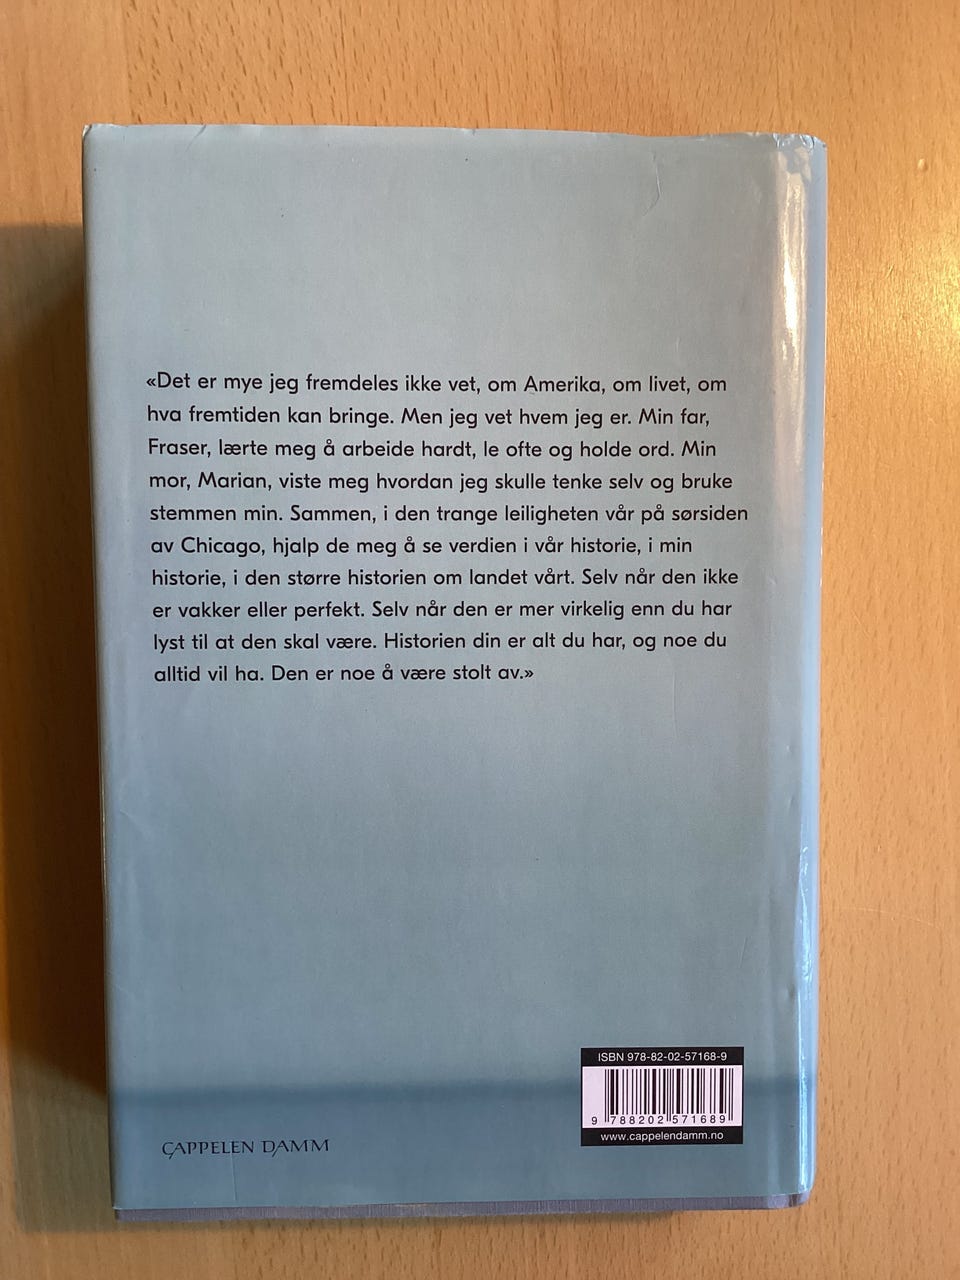 «Det er mye jeg fremdeles ikke vet, om Amerika, om livet, om
hva fremtiden kan bringe. Men jeg vet hvem jeg er. Min far,
Fraser, lærte meg å arbeide hardt, le ofte og holde ord. Min
mor, Marian, viste meg hvordan jeg skulle tenke selv og bruke
stemmen min. Sammen, i den trange leiligheten vår på sørsiden
av Chicago, hjalp de meg å se verdien i vår historie, i min
historie, i den større historien om landet vårt. Selv når den ikke
er vakker eller perfekt. Selv når den er mer virkelig enn du har
lyst til at den skal være. Historien din er alt du har, og noe du
alltid vil ha. Den er noe å være stolt av.»
ISBN 978-82-02-57168-9
9 788202 571689
www.cappelendamm.no
CAPPELEN DAMM